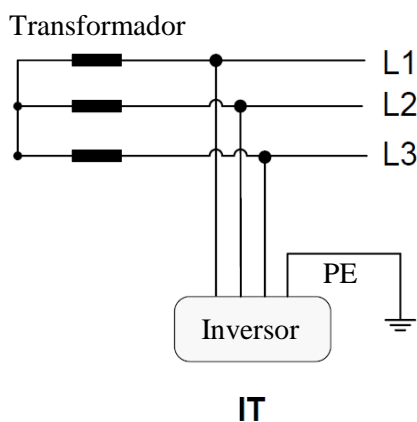 Transformador
L1
L2
L3
PE
Inversor
IT